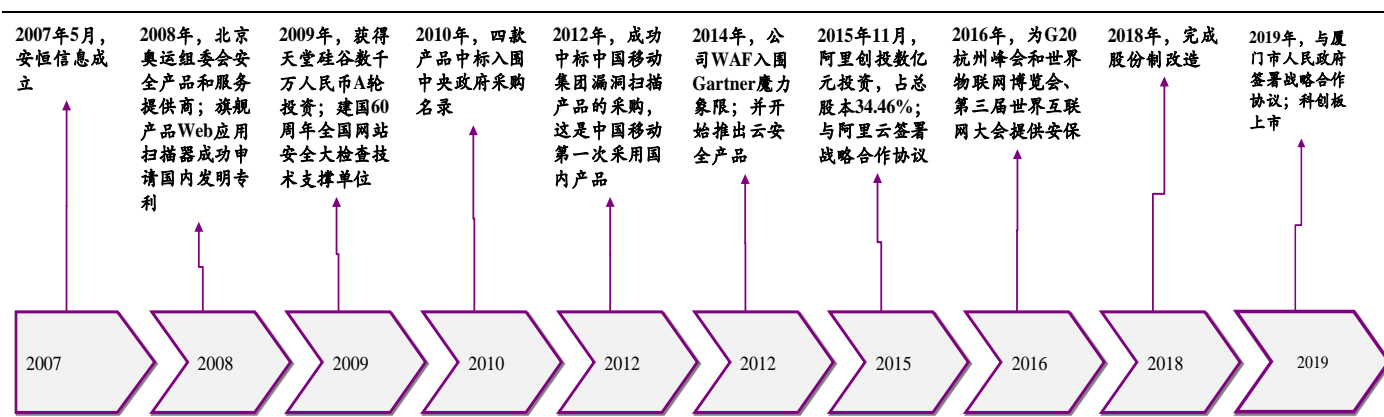 2007年5月，
安恒信息成
立
2008年，北京
奥运组委会安
全产品和服务
提供商；旗舰
产品Web应用
扫描器成功申
请国内发明专
利
2009年，获得
天堂硅谷数千
万人民币A轮
投资；建国60
周年全国网站
安全大检查技
术支撑单位
2010年，四款
产品中标入围
中央政府采购
名录
2012年，成功
中标中国移动
集团漏洞扫描
产品的采购，
这是中国移动
第一次采用国
内产品
2014年，公
司WAF入围
Gartner魔力
象限；并开
始推出云安
全产品
2015年11月，
阿里创投数亿
元投资，占总
股本34.46%；
与阿里云签署
战略合作协议
2016年，为G20
杭州峰会和世界
物联网博览会、
第三届世界互联
网大会提供安保
2018年，完成
股份制改造
2019年，与厦
门市人民政府
签署战略合作
协议；科创板
上市
2007
2008
2009
2010
2012
2012
2015
2016
2018
2019